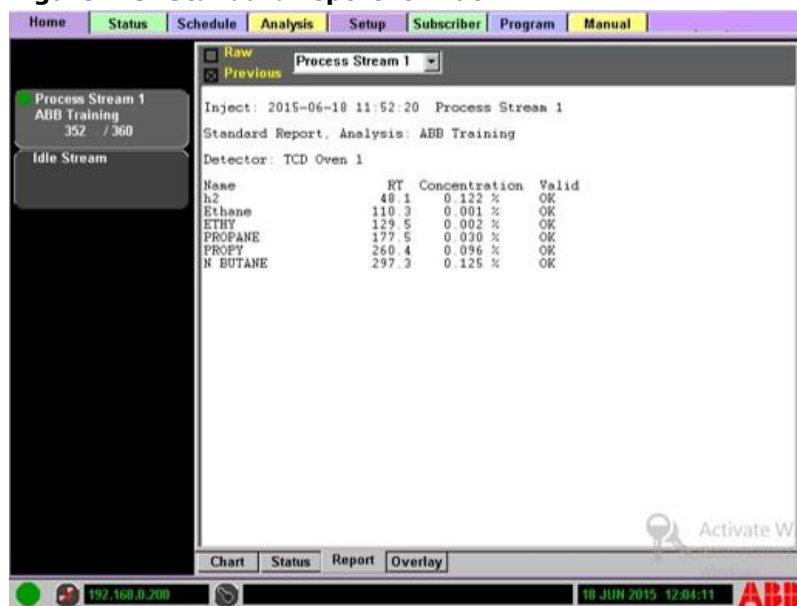 Home Status Schedule Analysis Setup Subscriber Program Manual
Raw
Previous
Process Stream 1
Process Stream 1
ABB Training
352 / 360
Idle Stream
Inject: 2015-06-18 11:52:20 Process Stream 1
Standard Report, Analysis: ABB Training
Detector: TCD Oven 1
Name RT Concentration Valid
h2 48.1 0.122 % OK
Ethane 110.3 0.001 % OK
ETHY 129.5 0.002 % OK
PROPANE 177.5 0.030 % OK
PROPY 260.4 0.096 % OK
N BUTANE 297.3 0.125 % OK
Activate W
Chart Status Report Overlay
192.168.0.200 18 JUN 2015 12:04:11 ABB